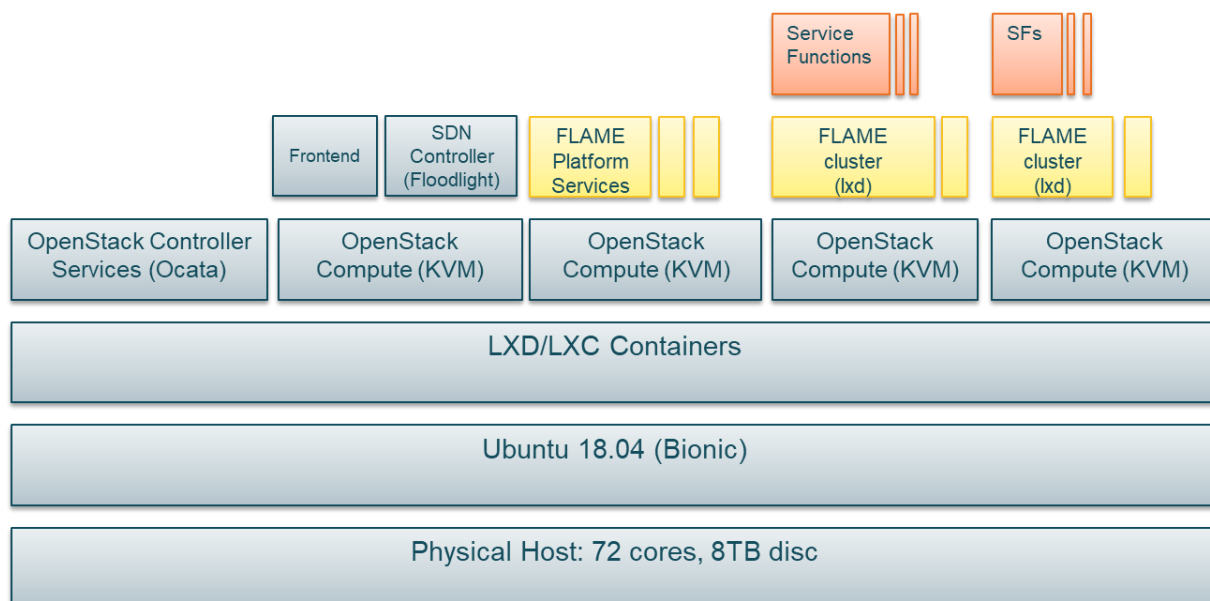 Service
Functions
SFs
Frontend
SDN
Controller
(Floodlight)
FLAME
Platform
Services
FLAME
cluster
(lxd)
FLAME
cluster
(lxd)
OpenStack Controller
Services (Ocata)
OpenStack
Compute (KVM)
OpenStack
Compute (KVM)
OpenStack
Compute (KVM)
OpenStack
Compute (KVM)
LXD/LXC Containers
Ubuntu 18.04 (Bionic)
Physical Host: 72 cores, 8TB disc